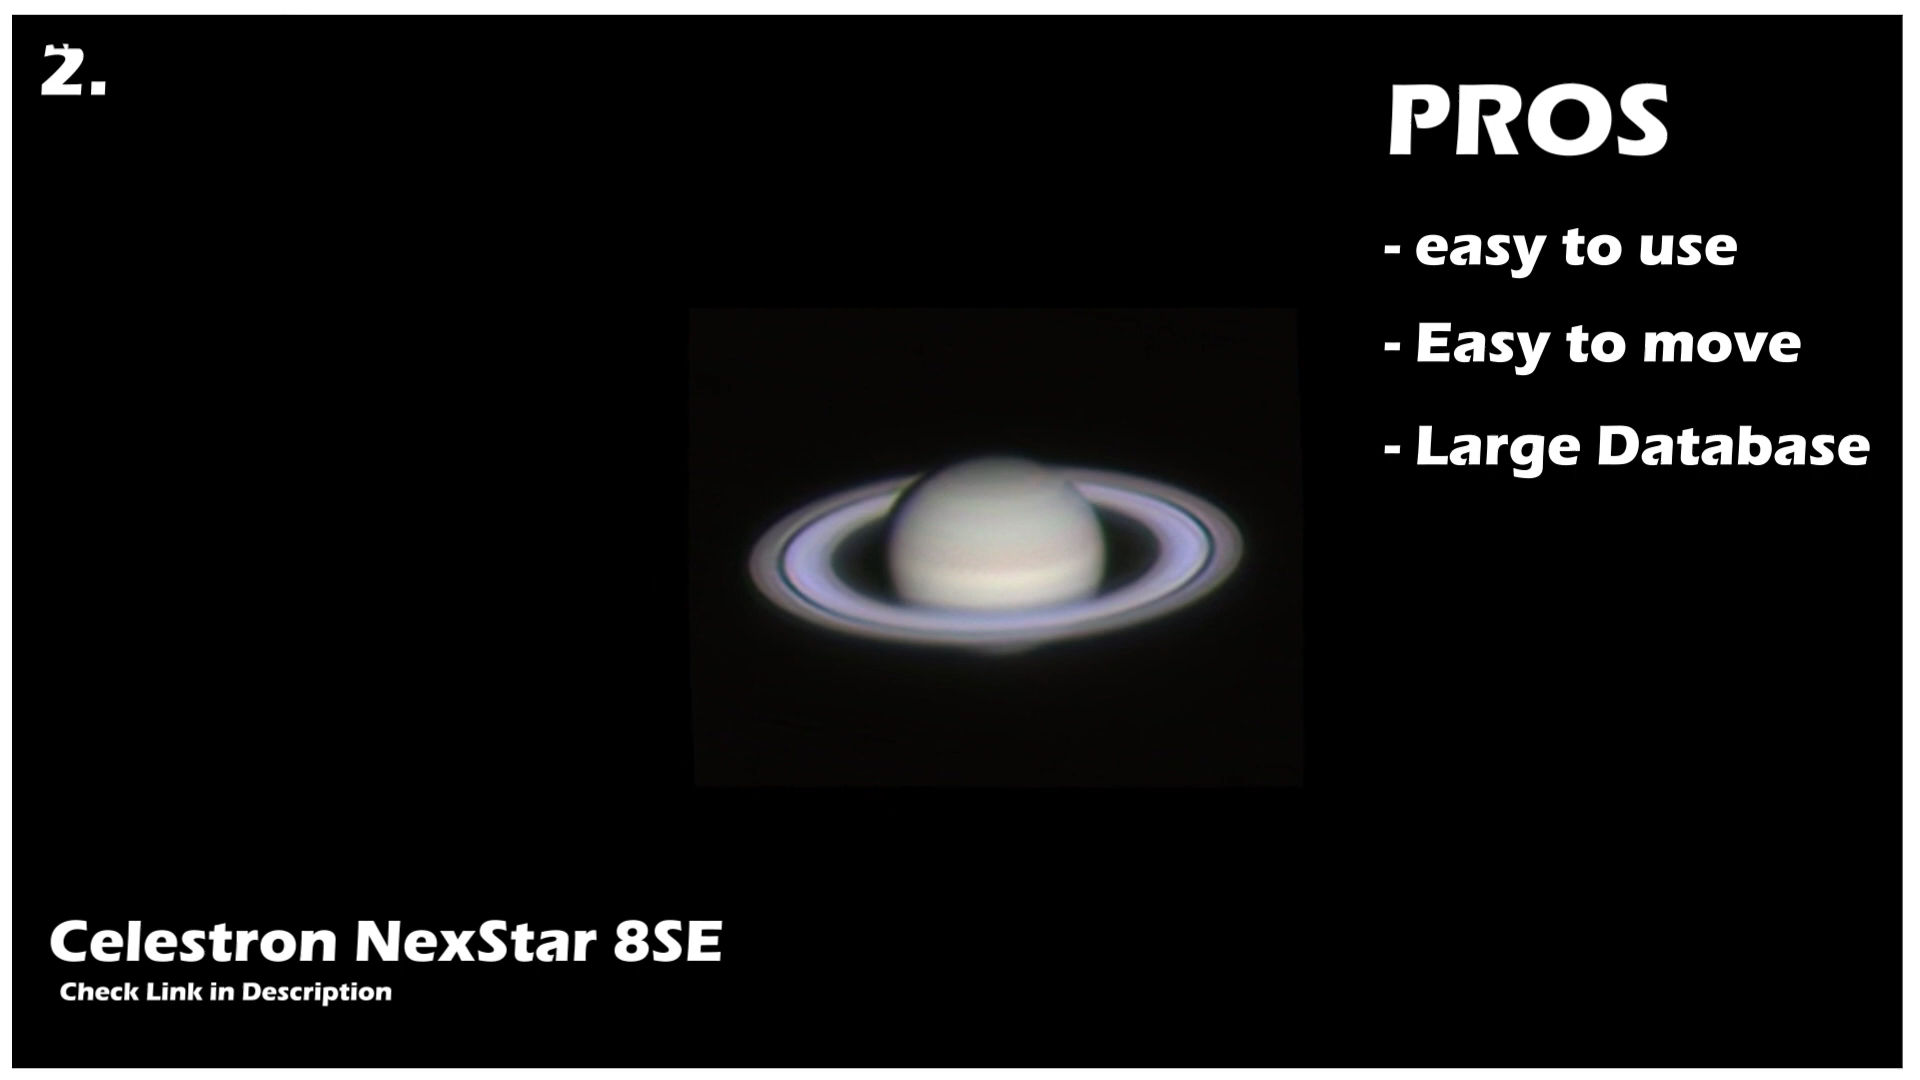 2.
PROS
- easy to use
- Easy to move
- Large Database
Celestron NexStar 8SE
Check Link in Description